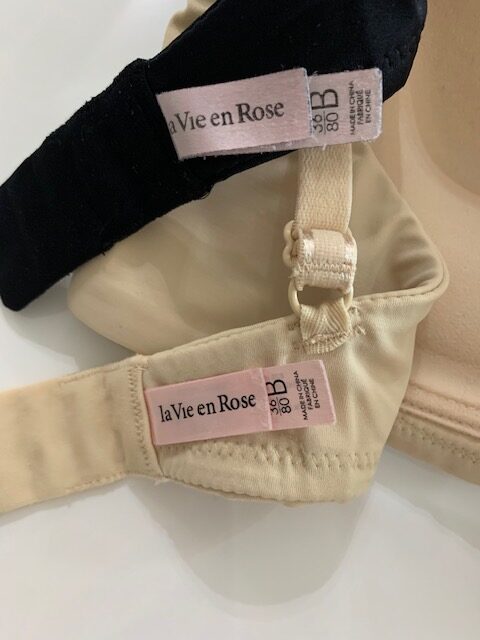 la Vie en Rose
36
80 B
MADE IN CHINA
FABRIQUÉ
EN CHINE
la Vie en Rose
36
80 B
MADE IN CHINA
FABRIQUÉ
EN CHINE